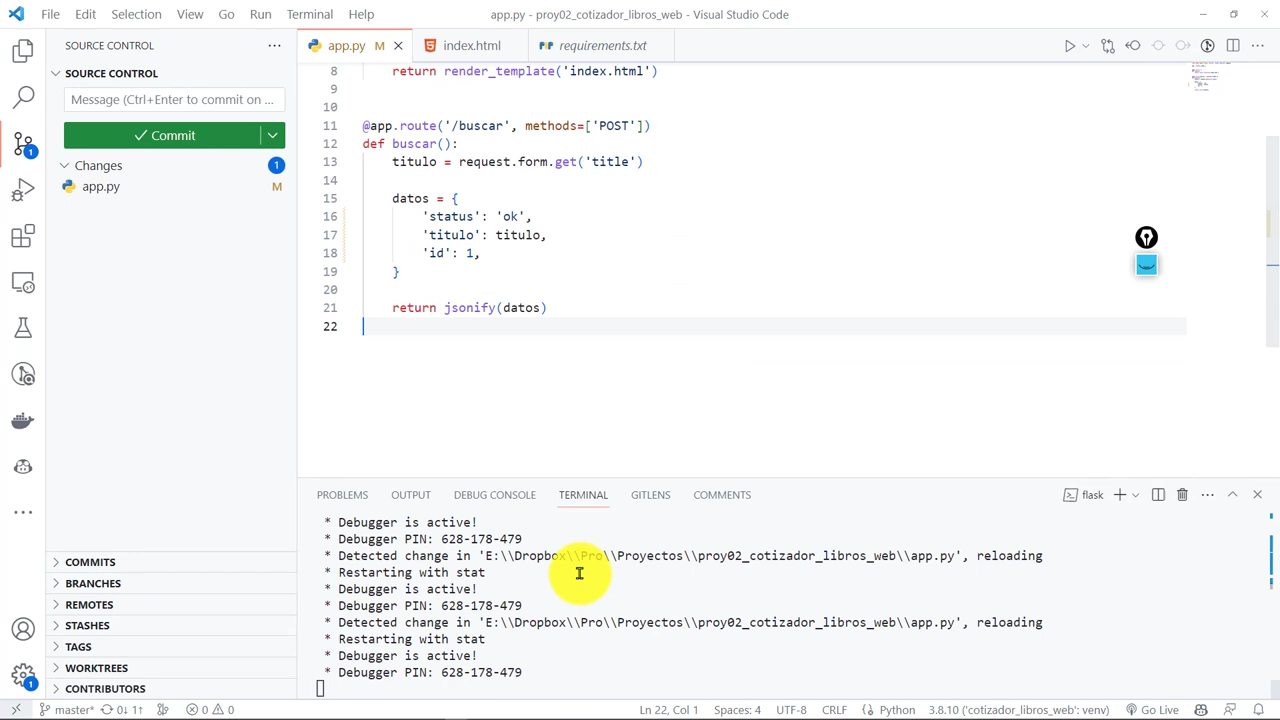 File Edit Selection View Go Run Terminal Help app.py - proy02_cotizador_libros_web - Visual Studio Code
SOURCE CONTROL
SOURCE CONTROL
Message (Ctrl+Enter to commit on ...
Commit
Changes 1
app.py M
1
COMMITS
BRANCHES
REMOTES
STASHES
TAGS
WORKTREES
CONTRIBUTORS
1
app.py M
index.html
requirements.txt
8 return render_template('index.html')
9
10
11 @app.route('/buscar', methods=['POST'])
12 def buscar():
13 titulo = request.form.get('title')
14
15 datos = {
16 'status': 'ok',
17 'titulo': titulo,
18 'id': 1,
19 }
20
21 return jsonify(datos)
22
PROBLEMS OUTPUT DEBUG CONSOLE TERMINAL GITLENS COMMENTS flask
* Debugger is active!
* Debugger PIN: 628-178-479
* Detected change in 'E:\\Dropbox\\Pro\\Proyectos\\proy02_cotizador_libros_web\\app.py', reloading
* Restarting with stat
* Debugger is active!
* Debugger PIN: 628-178-479
* Detected change in 'E:\\Dropbox\\Pro\\Proyectos\\proy02_cotizador_libros_web\\app.py', reloading
* Restarting with stat
* Debugger is active!
* Debugger PIN: 628-178-479
master* 0↓ 1↑ 0 0 Ln 22, Col 1 Spaces: 4 UTF-8 CRLF Python 3.8.10 ('cotizador_libros_web': venv) Go Live